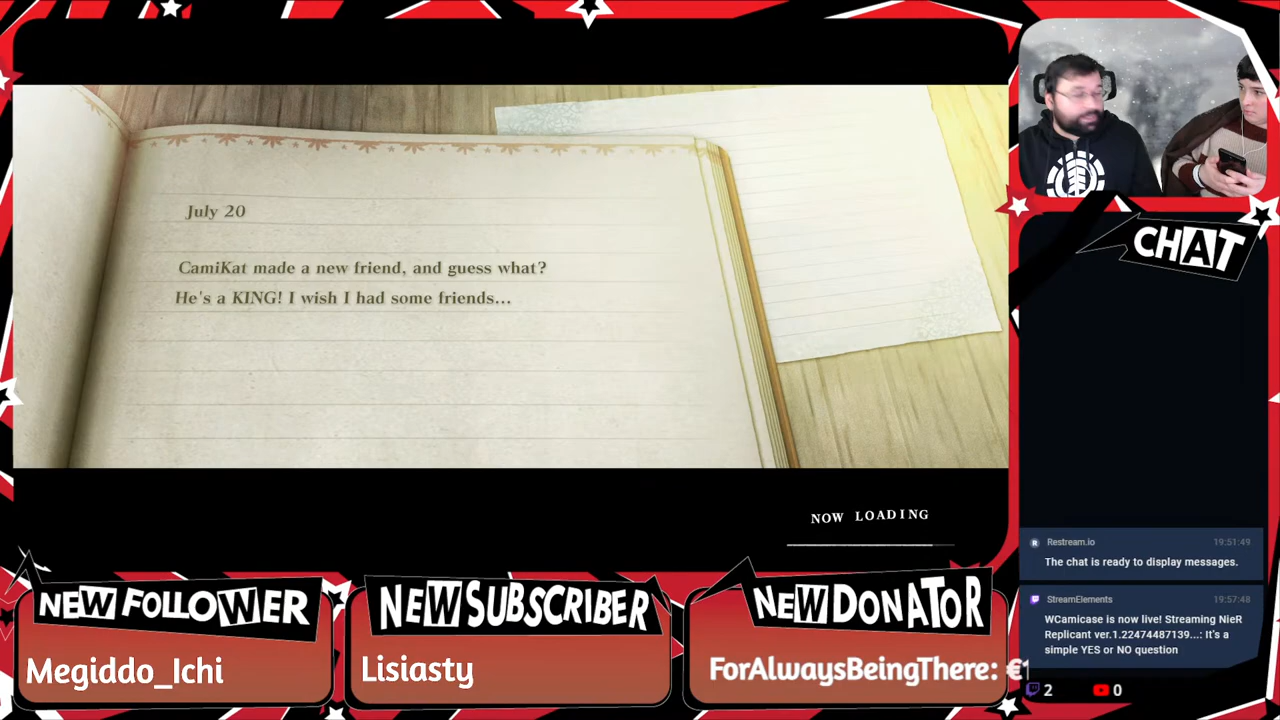 July 20
CamiKat made a new friend, and guess what?
He's a KING! I wish I had some friends...
NOW LOADING
CHAT
Restream.io 19:51:49
The chat is ready to display messages.
StreamElements 19:57:48
WCamicase is now live! Streaming NieR
Replicant ver.1.22474487139...: It's a
simple YES or NO question
2 0
NEW FOLLOWER
Megiddo_Ichi
NEW SUBSCRIBER
Lisiasty
NEW DONATOR
ForAlwaysBeingThere: €1
ELEMENT